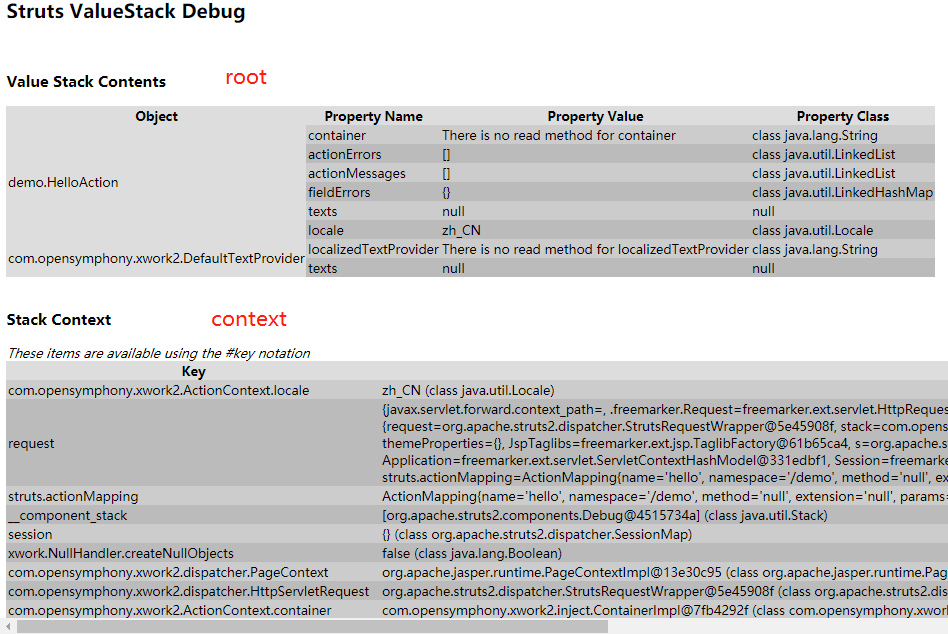 Struts ValueStack Debug
Value Stack Contents root
Object Property Name Property Value Property Class
demo.HelloAction
container There is no read method for container class java.lang.String
actionErrors [] class java.util.LinkedList
actionMessages [] class java.util.LinkedList
fieldErrors {} class java.util.LinkedHashMap
texts null null
locale zh_CN class java.util.Locale
com.opensymphony.xwork2.DefaultTextProvider
localizedTextProvider There is no read method for localizedTextProvider class java.lang.String
texts null null
Stack Context context
These items are available using the #key notation
Key
com.opensymphony.xwork2.ActionContext.locale zh_CN (class java.util.Locale)
request
{javax.servlet.forward.context_path=, .freemarker.Request=freemarker.ext.servlet.HttpReques
{request=org.apache.struts2.dispatcher.StrutsRequestWrapper@5e45908f, stack=com.opens
themeProperties={}, JspTaglibs=freemarker.ext.jsp.TaglibFactory@61b65ca4, s=org.apache.s
Application=freemarker.ext.servlet.ServletContextHashModel@331edbf1, Session=freemarke
struts.actionMapping=ActionMapping{name='hello', namespace='/demo', method='null', ex
struts.actionMapping ActionMapping{name='hello', namespace='/demo', method='null', extension='null', params=
__component_stack [org.apache.struts2.components.Debug@4515734a] (class java.util.Stack)
session {} (class org.apache.struts2.dispatcher.SessionMap)
xwork.NullHandler.createNullObjects false (class java.lang.Boolean)
com.opensymphony.xwork2.dispatcher.PageContext org.apache.jasper.runtime.PageContextImpl@13e30c95 (class org.apache.jasper.runtime.Pag
com.opensymphony.xwork2.dispatcher.HttpServletRequest org.apache.struts2.dispatcher.StrutsRequestWrapper@5e45908f (class org.apache.struts2.dis
com.opensymphony.xwork2.ActionContext.container com.opensymphony.xwork2.inject.ContainerImpl@7fb4292f (class com.opensymphony.xwor